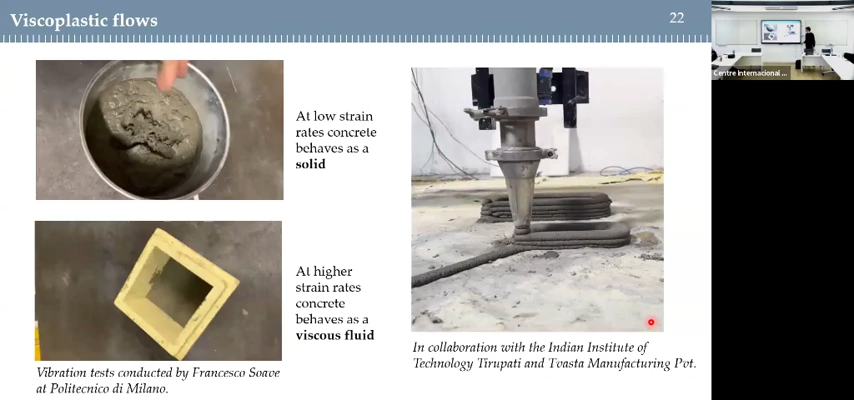 Viscoplastic flows
22
At low strain
rates concrete
behaves as a
solid
At higher
strain rates
concrete
behaves as a
viscous fluid
Vibration tests conducted by Francesco Soave
at Politecnico di Milano.
In collaboration with the Indian Institute of
Technology Tirupati and Tvasta Manufacturing Pvt.
Centre Internacional ...